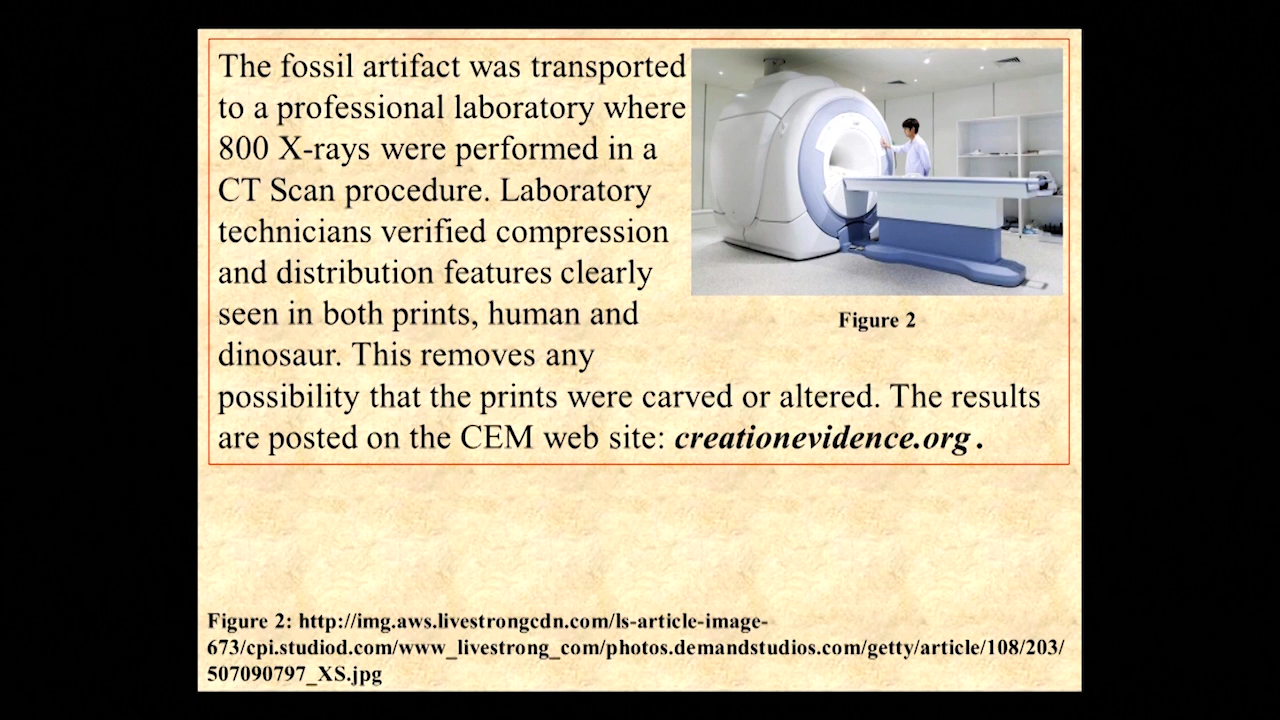 The fossil artifact was transported
to a professional laboratory where
800 X-rays were performed in a
CT Scan procedure. Laboratory
technicians verified compression
and distribution features clearly
seen in both prints, human and
dinosaur. This removes any
possibility that the prints were carved or altered. The results
are posted on the CEM web site: creationevidence.org .
Figure 2
Figure 2: http://img.aws.livestrongcdn.com/ls-article-image-
673/cpi.studiod.com/www_livestrong_com/photos.demandstudios.com/getty/article/108/203/
507090797_XS.jpg